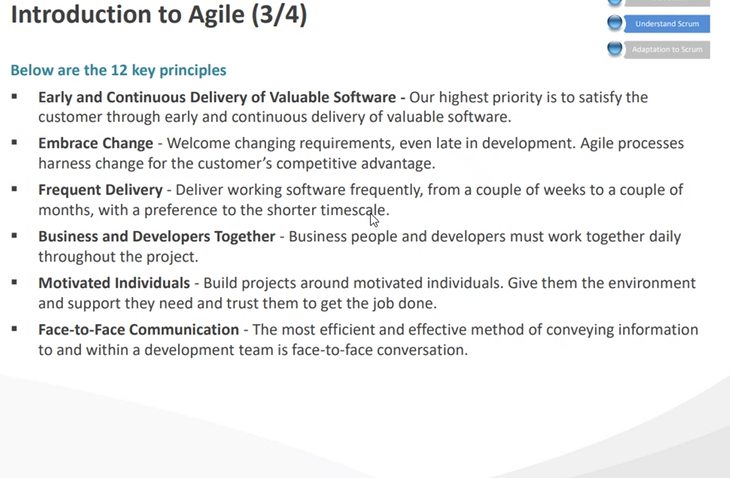 Introduction to Agile (3/4)
Understand Scrum
Adaptation to Scrum
Below are the 12 key principles
▪ Early and Continuous Delivery of Valuable Software - Our highest priority is to satisfy the
customer through early and continuous delivery of valuable software.
▪ Embrace Change - Welcome changing requirements, even late in development. Agile processes
harness change for the customer’s competitive advantage.
▪ Frequent Delivery - Deliver working software frequently, from a couple of weeks to a couple of
months, with a preference to the shorter timescale.
▪ Business and Developers Together - Business people and developers must work together daily
throughout the project.
▪ Motivated Individuals - Build projects around motivated individuals. Give them the environment
and support they need and trust them to get the job done.
▪ Face-to-Face Communication - The most efficient and effective method of conveying information
to and within a development team is face-to-face conversation.